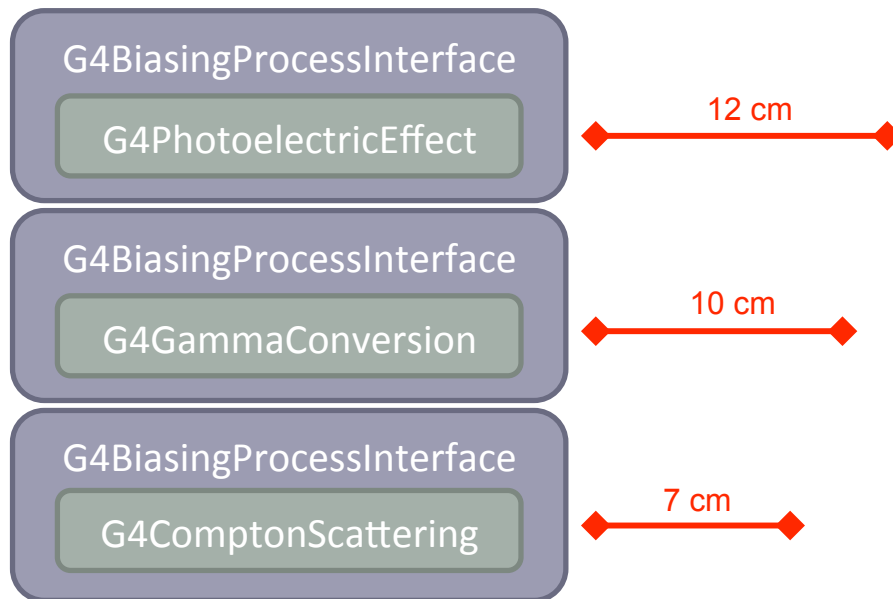 G4BiasingProcessInterface
G4PhotoelectricEffect
12 cm
G4BiasingProcessInterface
G4GammaConversion
10 cm
G4BiasingProcessInterface
G4ComptonScattering
7 cm